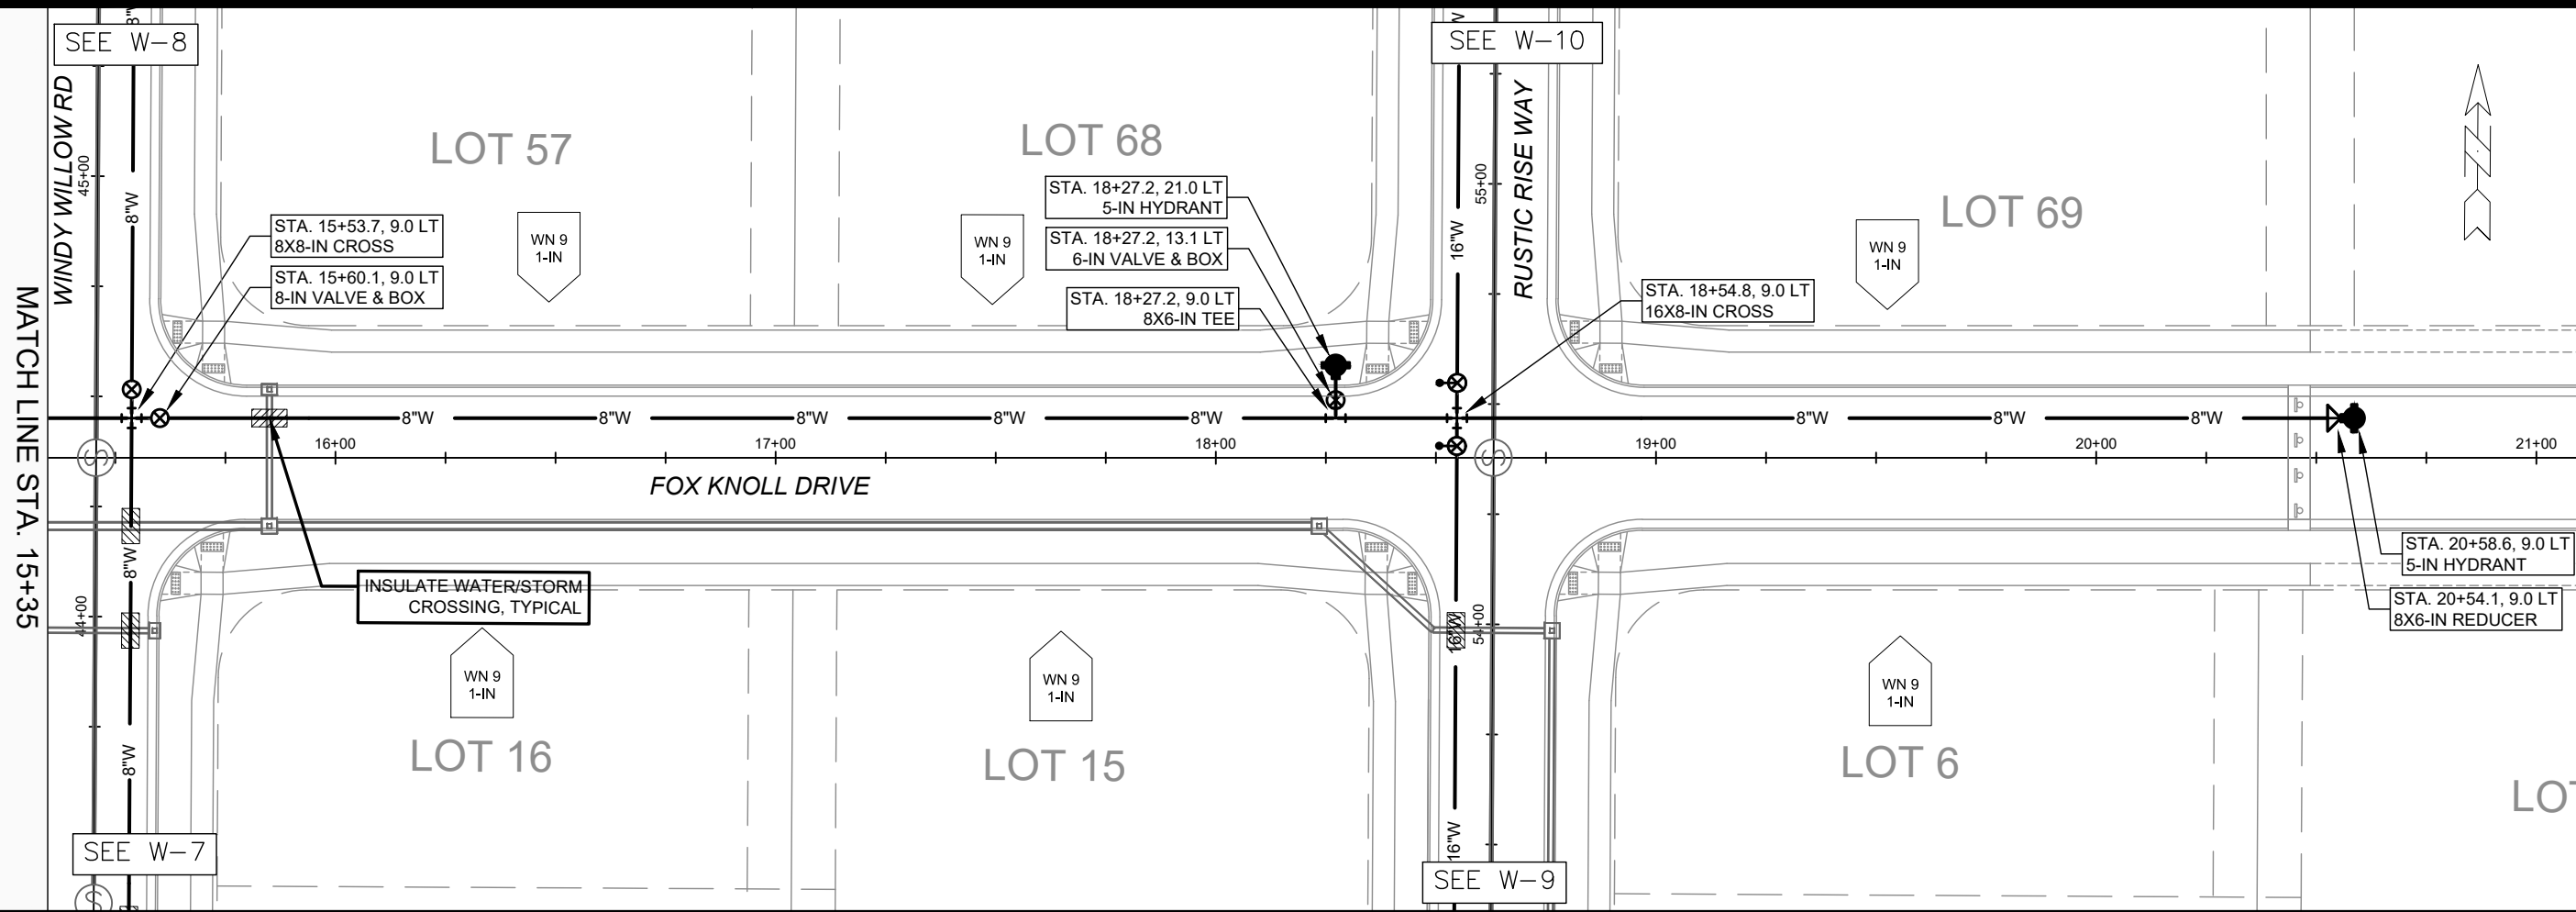 SEE W-8
8"W
WINDY WILLOW RD
45+00
8"W
MATCH LINE STA. 15+35
LOT 57
STA. 15+53.7, 9.0 LT
8X8-IN CROSS
STA. 15+60.1, 9.0 LT
8-IN VALVE & BOX
WN 9
1-IN
LOT 68
WN 9
1-IN
STA. 18+27.2, 21.0 LT
5-IN HYDRANT
STA. 18+27.2, 13.1 LT
6-IN VALVE & BOX
STA. 18+27.2, 9.0 LT
8X6-IN TEE
W
SEE W-10
16"W
55+00
RUSTIC RISE WAY
STA. 18+54.8, 9.0 LT
16X8-IN CROSS
LOT 69
WN 9
1-IN
8"W
8"W
8"W
8"W
8"W
8"W
8"W
8"W
S
16+00
17+00
18+00
S
19+00
20+00
21+00
FOX KNOLL DRIVE
INSULATE WATER/STORM
CROSSING, TYPICAL
8"W
44+00
8"W
16"W
54+00
16"W
STA. 20+58.6, 9.0 LT
5-IN HYDRANT
STA. 20+54.1, 9.0 LT
8X6-IN REDUCER
WN 9
1-IN
LOT 16
WN 9
1-IN
LOT 15
WN 9
1-IN
LOT 6
LOT
SEE W-7
S
SEE W-9